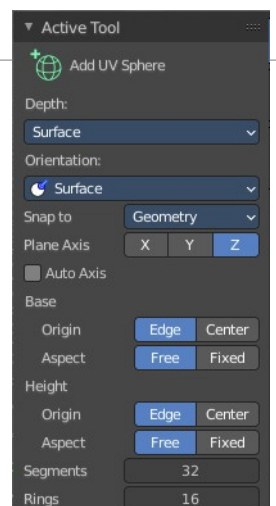 Active Tool
Add UV Sphere
Depth:
Surface
Orientation:
Surface
Snap to Geometry
Plane Axis X Y Z
Auto Axis
Base
Origin Edge Center
Aspect Free Fixed
Height
Origin Edge Center
Aspect Free Fixed
Segments 32
Rings 16